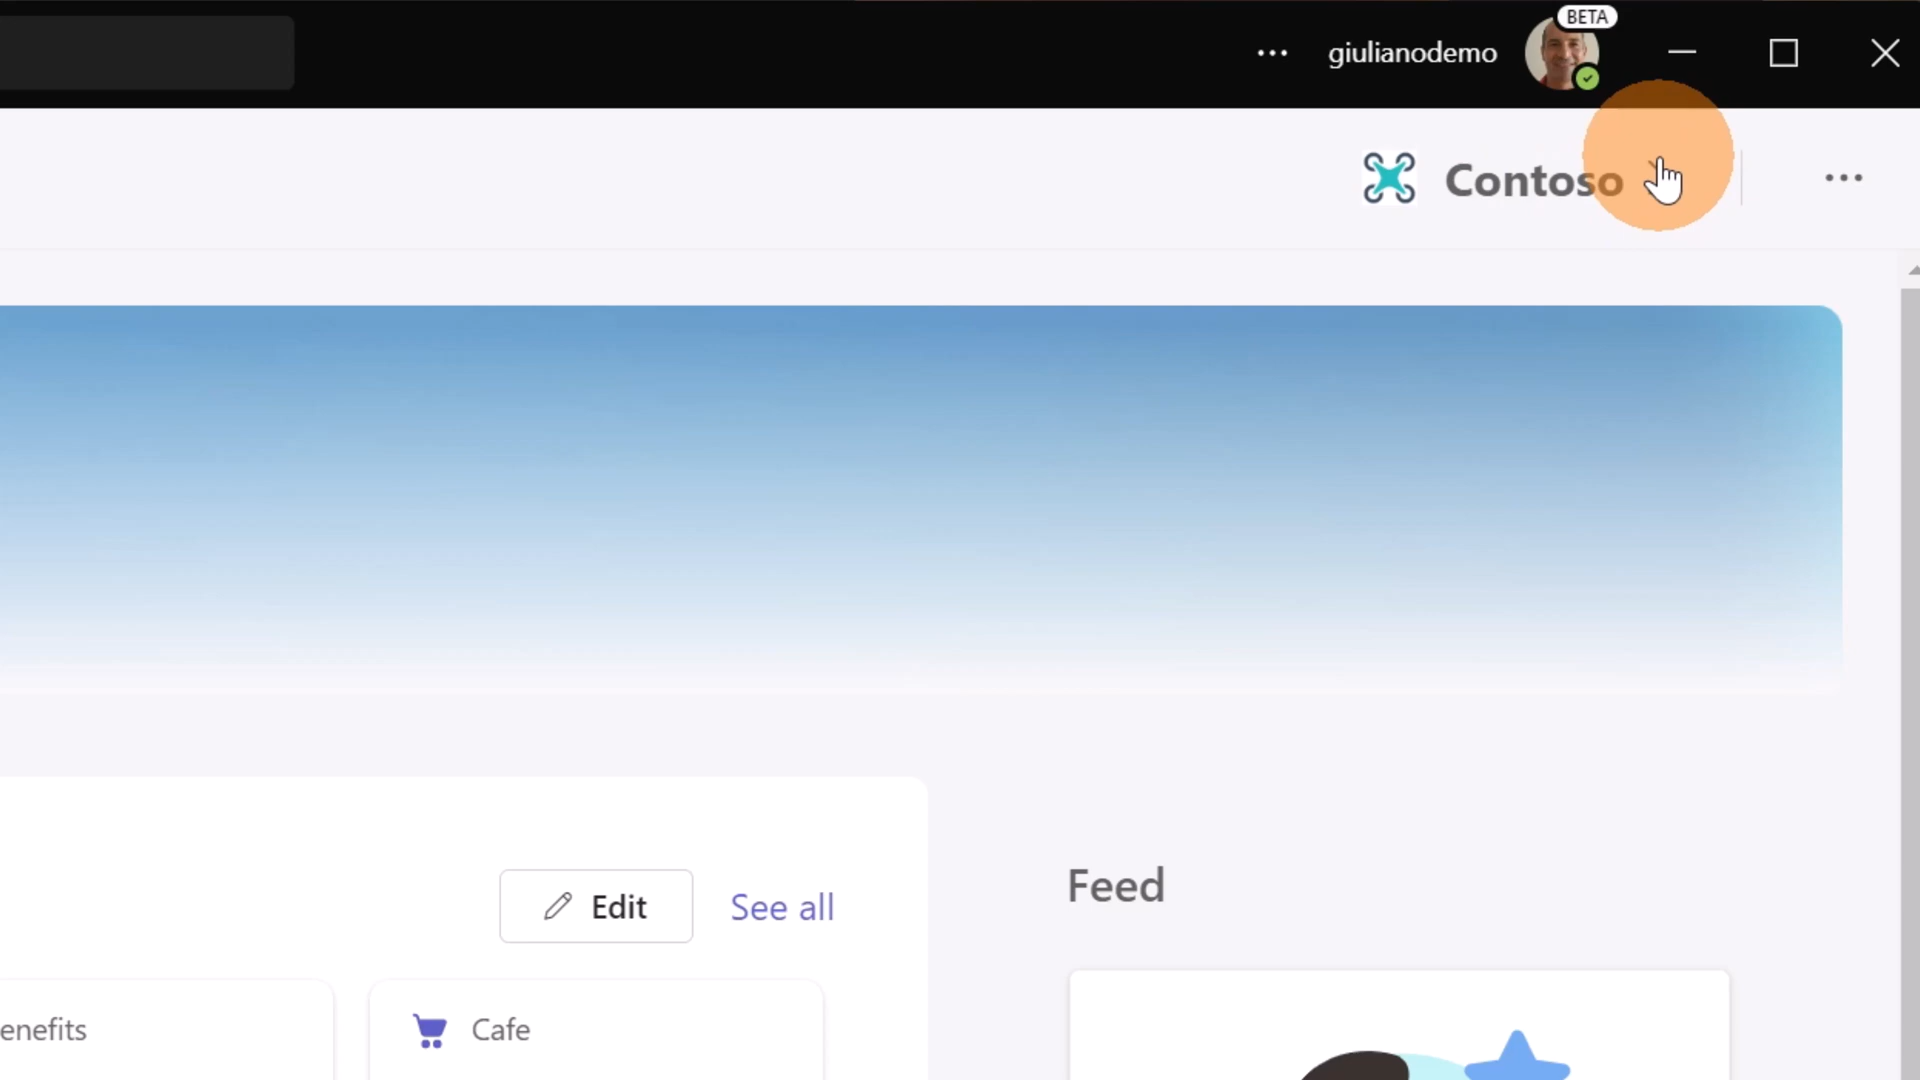 BETA
giulianodemo
Contoso
Edit
See all
Feed
enefits
Cafe